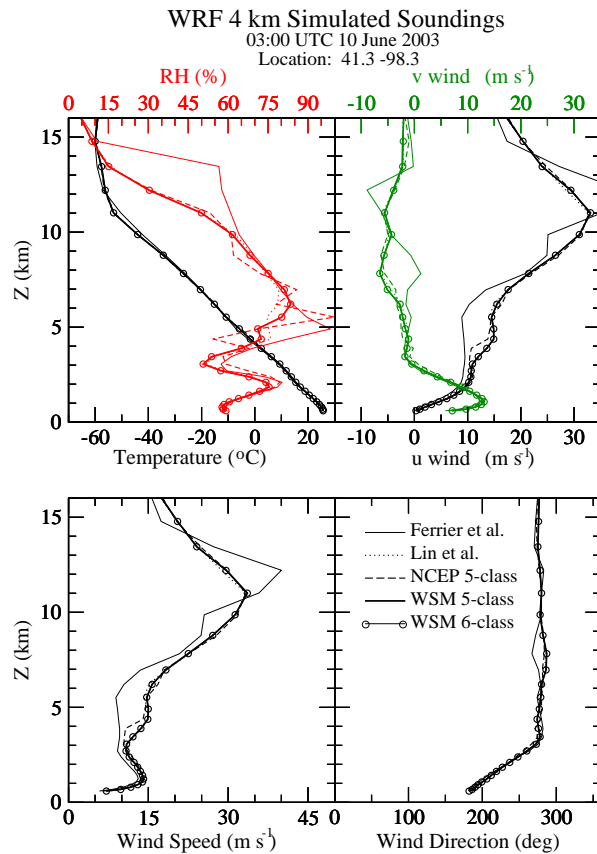 WRF 4 km Simulated Soundings
03:00 UTC 10 June 2003
Location: 41.3 -98.3
RH (%)
0 15 30 45 60 75 90
v wind (m s-1)
-10 0 10 20 30
Z (km)
15
10
5
0
-60 -40 -20 0 20
Temperature (°C)
-10 0 10 20 30
u wind (m s-1)
Z (km)
15
10
5
0
0 15 30 45
Wind Speed (m s-1)
Ferrier et al.
Lin et al.
NCEP 5-class
WSM 5-class
WSM 6-class
0 100 200 300
Wind Direction (deg)